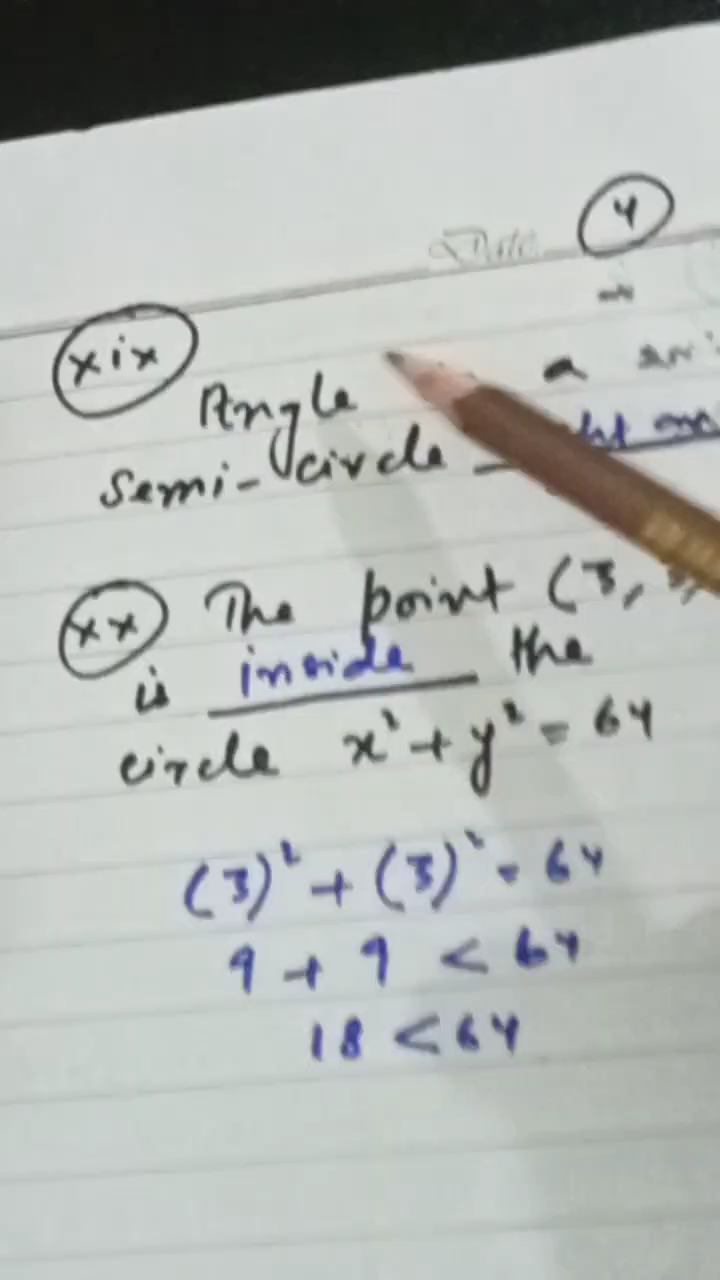 4
Date
xix
Angle a
Semi-circle
xx The point (3,
is inside the
circle x² + y² = 64
(3)² + (3)² = 64
9 + 9 < 64
18 < 64